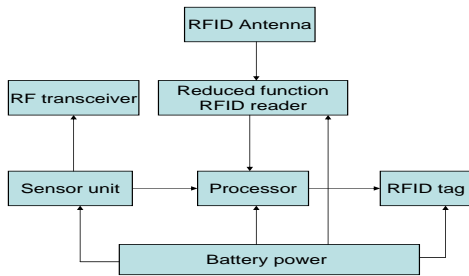 RFID Antenna
RF transceiver
Reduced function
RFID reader
Sensor unit
Processor
RFID tag
Battery power